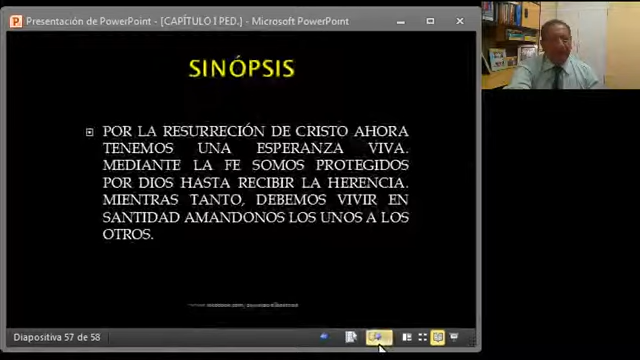 Presentación de PowerPoint - [CAPÍTULO I PED.] - Microsoft PowerPoint
SINÓPSIS
POR LA RESURRECIÓN DE CRISTO AHORA
TENEMOS UNA ESPERANZA VIVA.
MEDIANTE LA FE SOMOS PROTEGIDOS
POR DIOS HASTA RECIBIR LA HERENCIA.
MIENTRAS TANTO, DEBEMOS VIVIR EN
SANTIDAD AMANDONOS LOS UNOS A LOS
OTROS.
Diapositiva 57 de 58